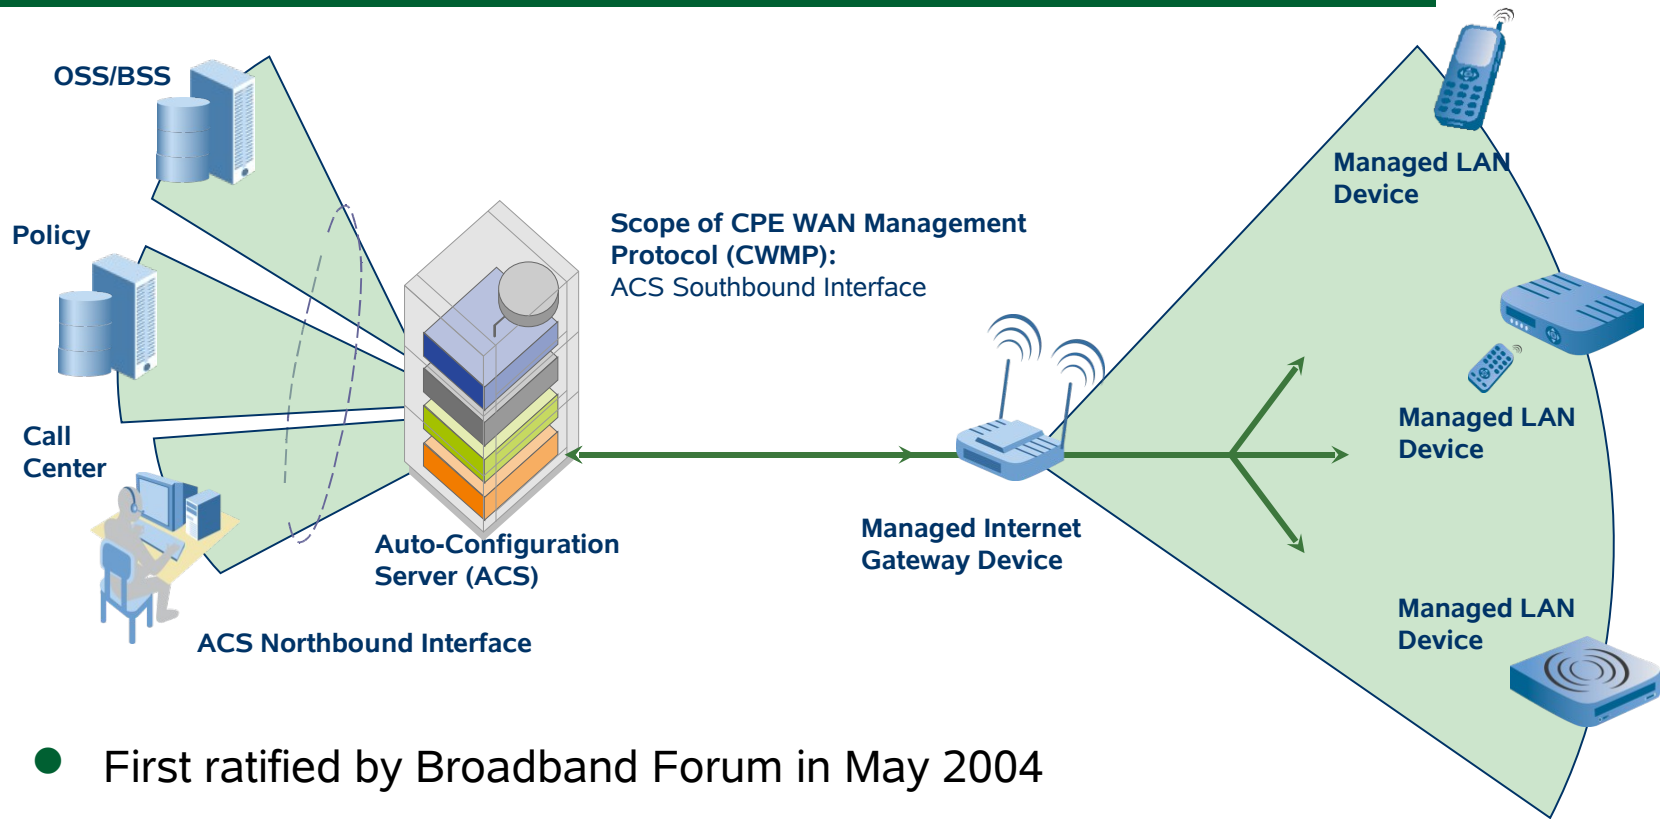 OSS/BSS
Policy
Call
Center
Auto-Configuration
Server (ACS)
ACS Northbound Interface
Scope of CPE WAN Management
Protocol (CWMP):
ACS Southbound Interface
Managed Internet
Gateway Device
Managed LAN
Device
Managed LAN
Device
Managed LAN
Device
First ratified by Broadband Forum in May 2004